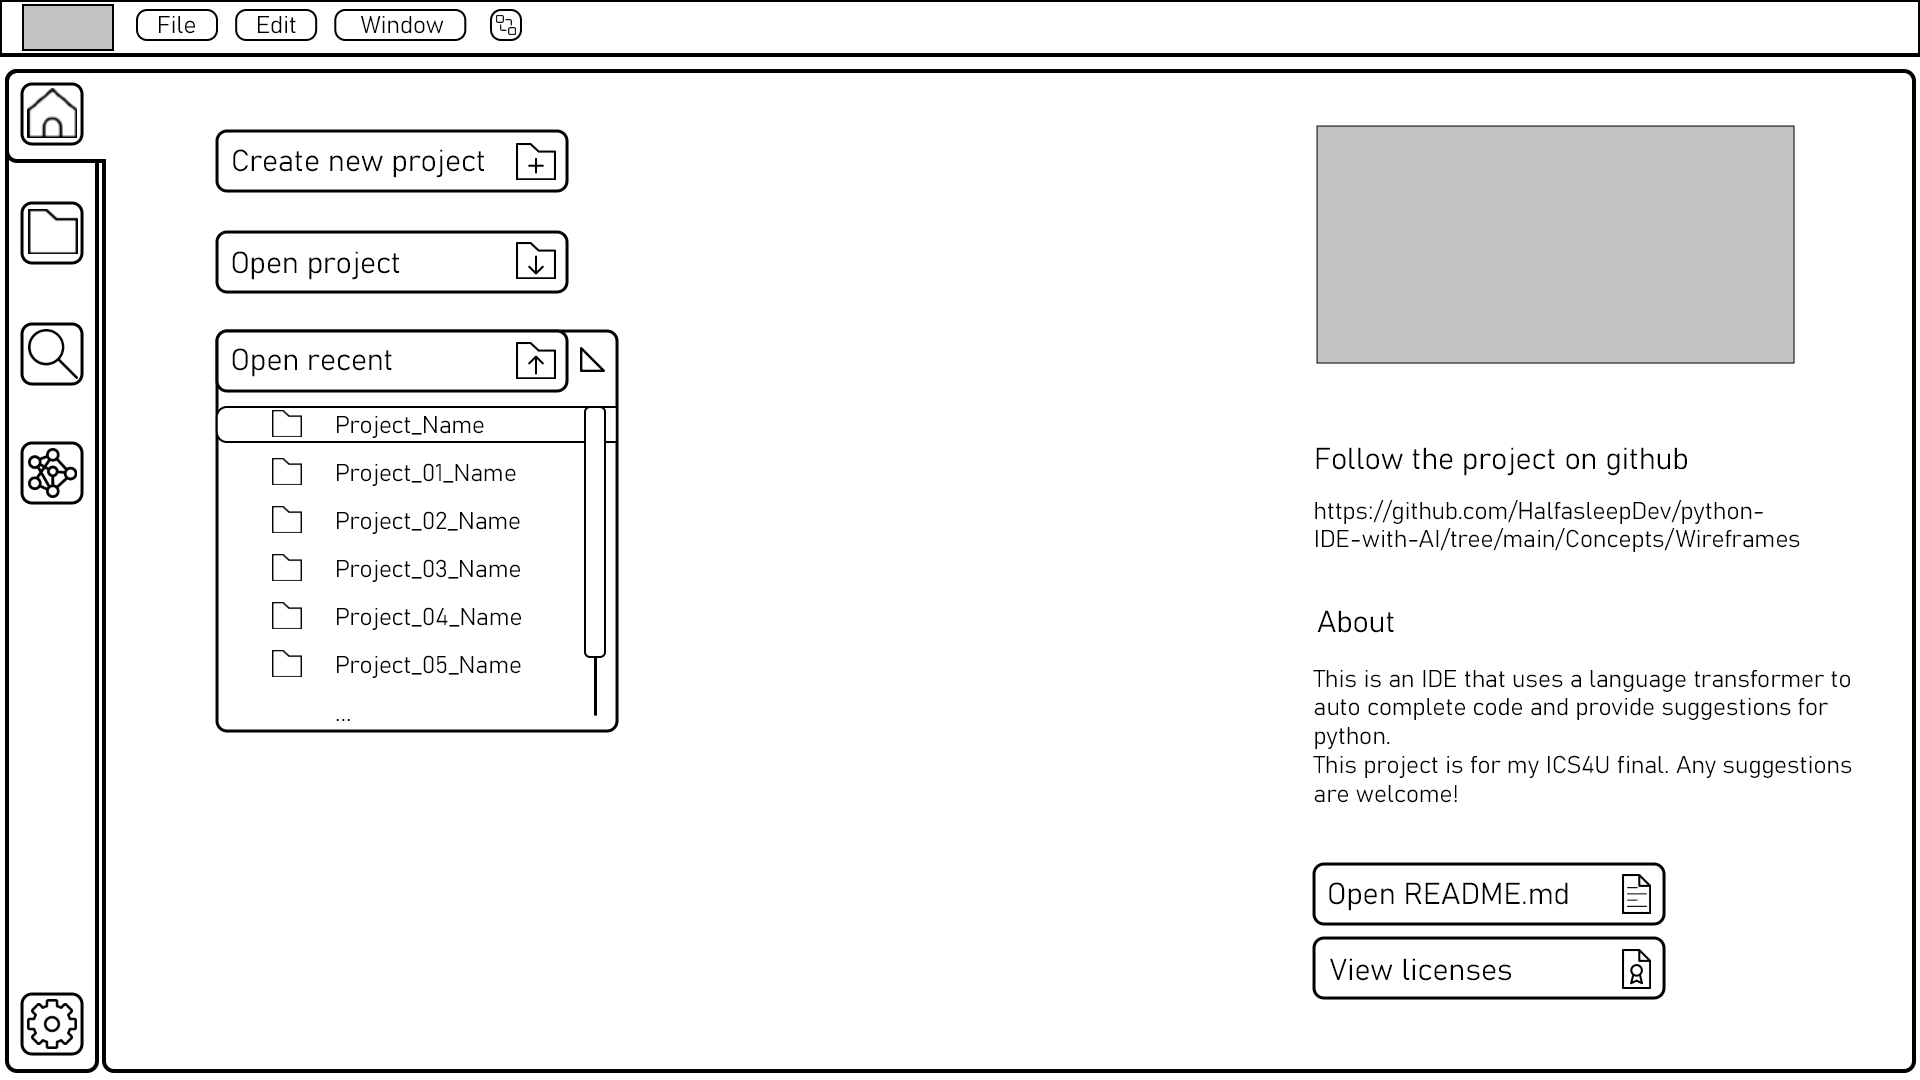 File Edit Window
Create new project
Open project
Open recent
Project_Name
Project_01_Name
Project_02_Name
Project_03_Name
Project_04_Name
Project_05_Name
...
Follow the project on github
https://github.com/HalfasleepDev/python-
IDE-with-AI/tree/main/Concepts/Wireframes
About
This is an IDE that uses a language transformer to
auto complete code and provide suggestions for
python.
This project is for my ICS4U final. Any suggestions
are welcome!
Open README.md
View licenses